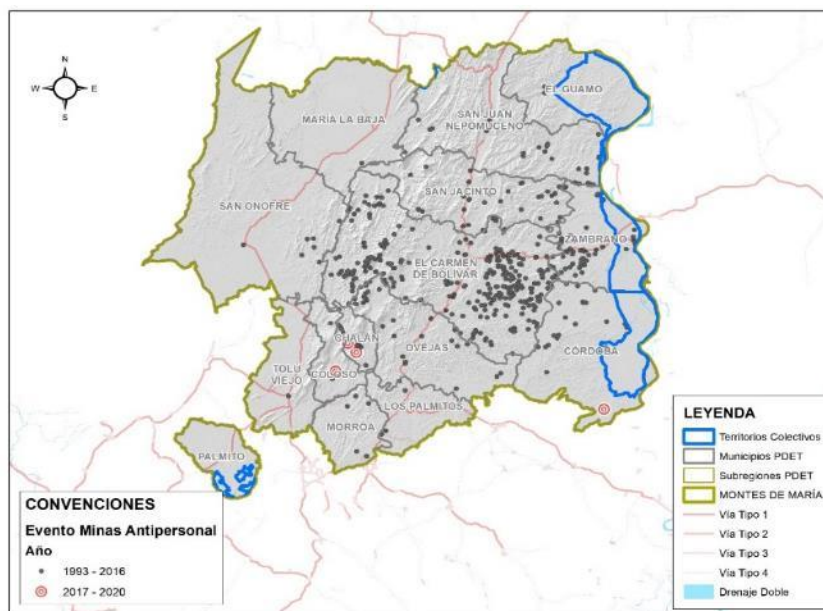 N
W E
S
EL GUAMO
MARÍA LA BAJA
SAN JUAN
NEPOMUCENO
SAN JACINTO
SAN ONOFRE
ZAMBRANO
EL CARMEN
DE BOLÍVAR
CHALÁN
OVEJAS
CÓRDOBA
TOLÚ
VIEJO
COLOSO
LOS PALMITOS
MORROA
PALMITO
CONVENCIONES
Evento Minas Antipersonal
Año
1993 - 2016
2017 - 2020
LEYENDA
Territorios Colectivos
Municipios PDET
Subregiones PDET
MONTES DE MARÍA
Vía Tipo 1
Vía Tipo 2
Vía Tipo 3
Vía Tipo 4
Drenaje Doble